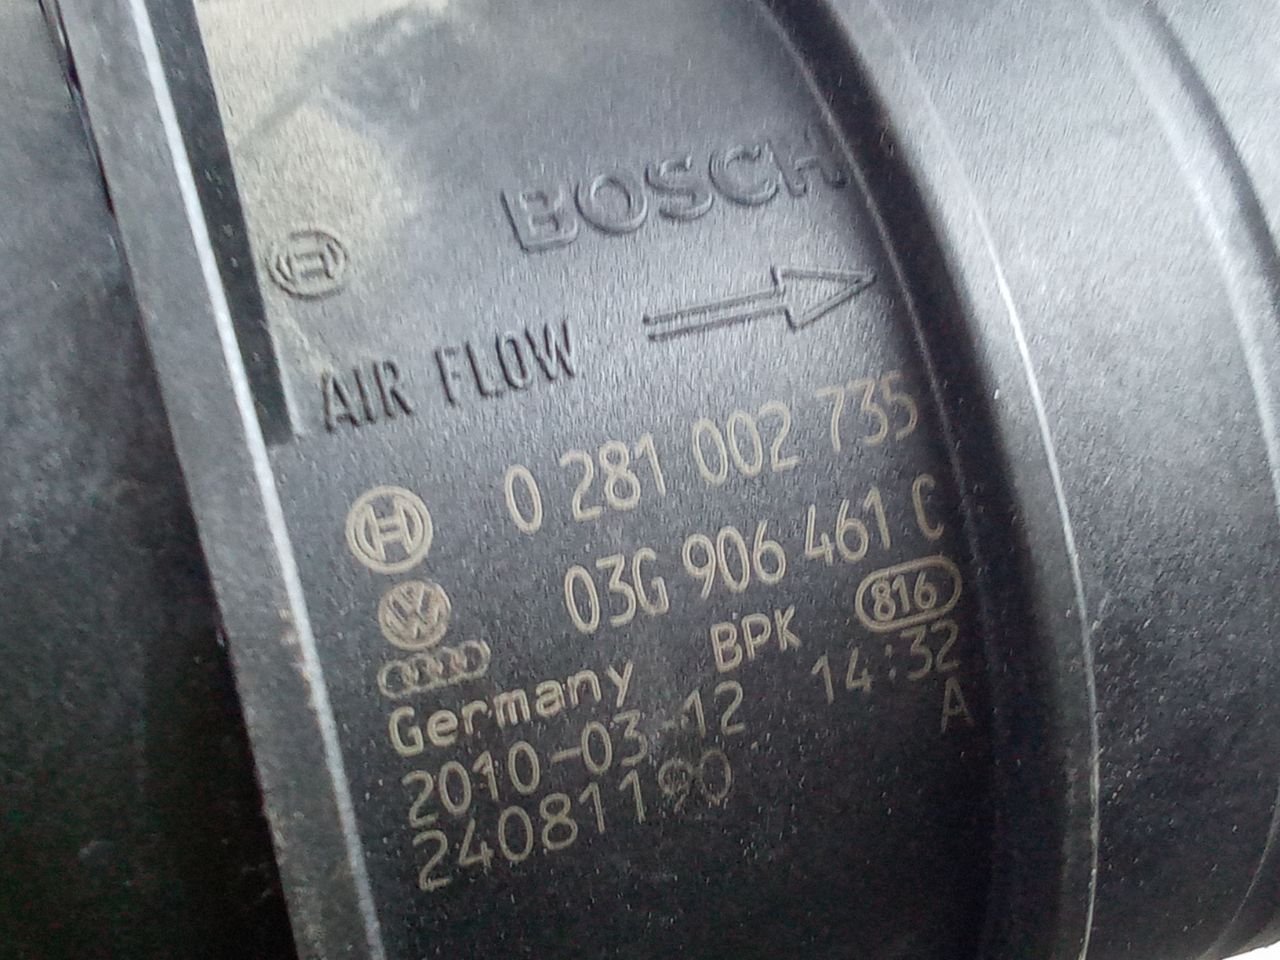 BOSCH
AIR FLOW
0 281 002 735
03G 906 461 C
BPK 816
Germany 14:32
2010-03-12 A
24081190